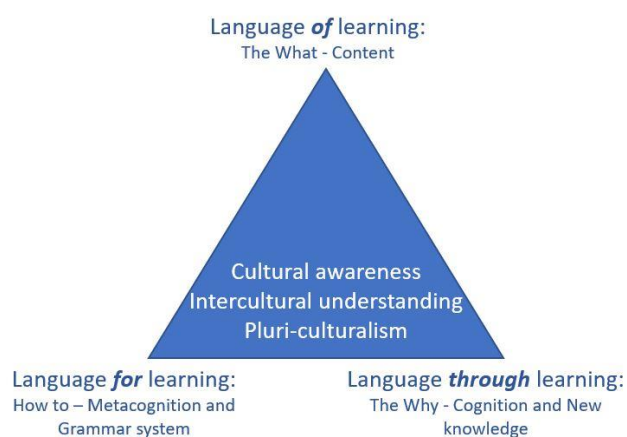 Language of learning:
The What - Content
Cultural awareness
Intercultural understanding
Pluri-culturalism
Language for learning:
How to – Metacognition and
Grammar system
Language through learning:
The Why - Cognition and New
knowledge